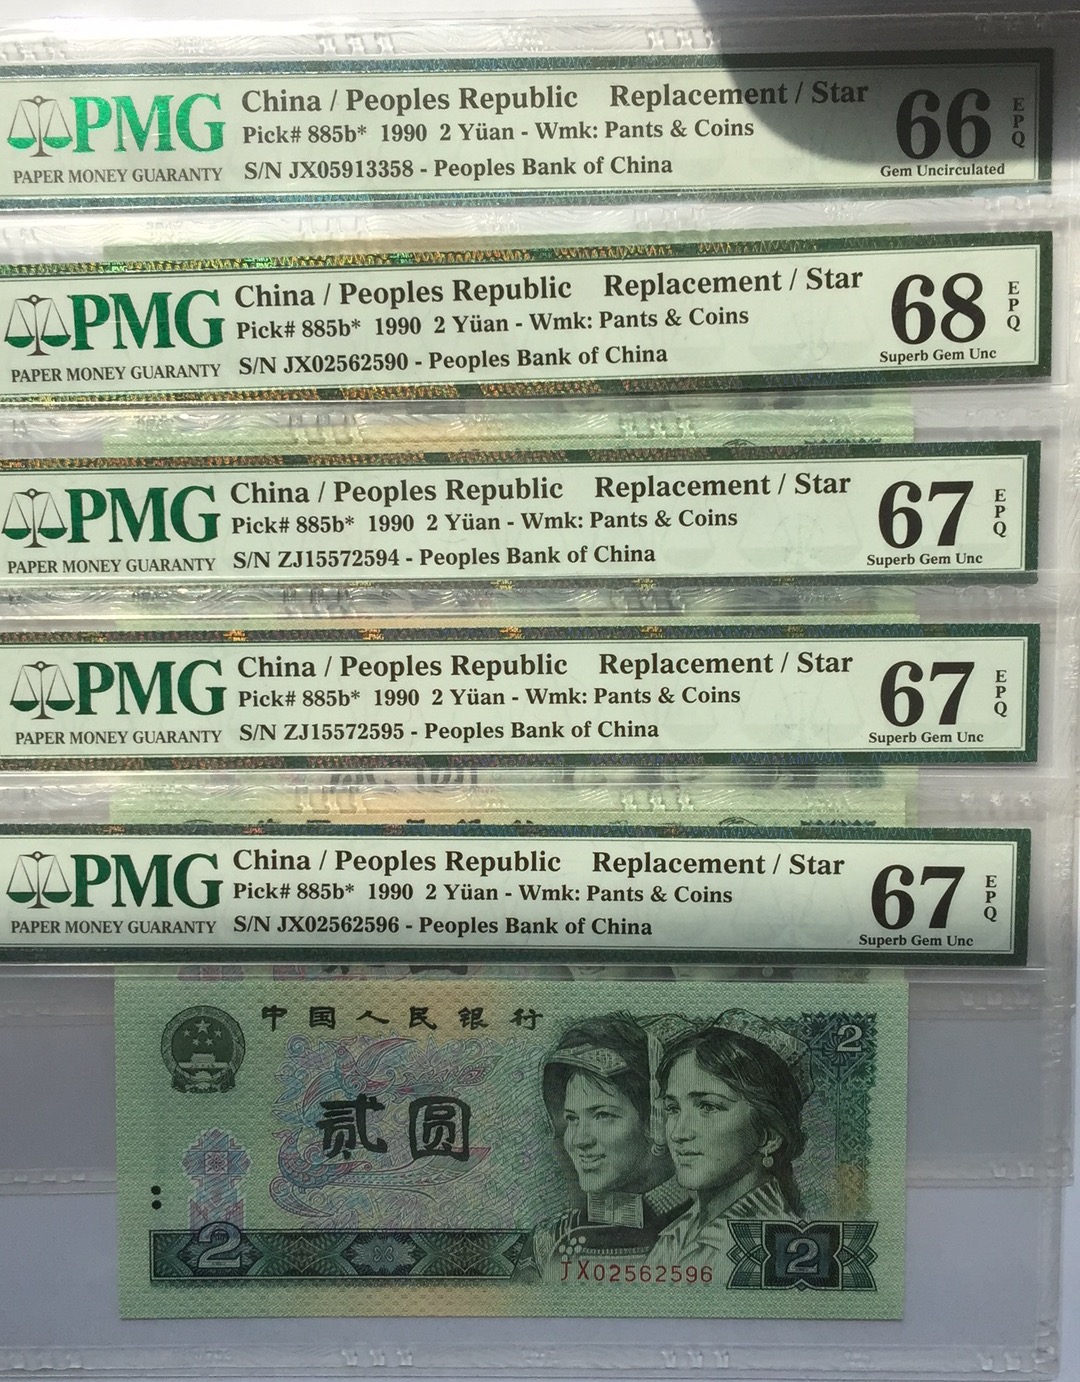 PMG
PAPER MONEY GUARANTY
China / Peoples Republic Replacement / Star
Pick# 885b* 1990 2 Yüan - Wmk: Pants & Coins
S/N JX05913358 - Peoples Bank of China
66
EPQ
Gem Uncirculated
PMG
PAPER MONEY GUARANTY
China / Peoples Republic Replacement / Star
Pick# 885b* 1990 2 Yüan - Wmk: Pants & Coins
S/N JX02562590 - Peoples Bank of China
68
EPQ
Superb Gem Unc
PMG
PAPER MONEY GUARANTY
China / Peoples Republic Replacement / Star
Pick# 885b* 1990 2 Yüan - Wmk: Pants & Coins
S/N ZJ15572594 - Peoples Bank of China
67
EPQ
Superb Gem Unc
PMG
PAPER MONEY GUARANTY
China / Peoples Republic Replacement / Star
Pick# 885b* 1990 2 Yüan - Wmk: Pants & Coins
S/N ZJ15572595 - Peoples Bank of China
67
EPQ
Superb Gem Unc
PMG
PAPER MONEY GUARANTY
China / Peoples Republic Replacement / Star
Pick# 885b* 1990 2 Yüan - Wmk: Pants & Coins
S/N JX02562596 - Peoples Bank of China
67
EPQ
Superb Gem Unc
中国人民银行
2
贰圆
2
JX02562596
2